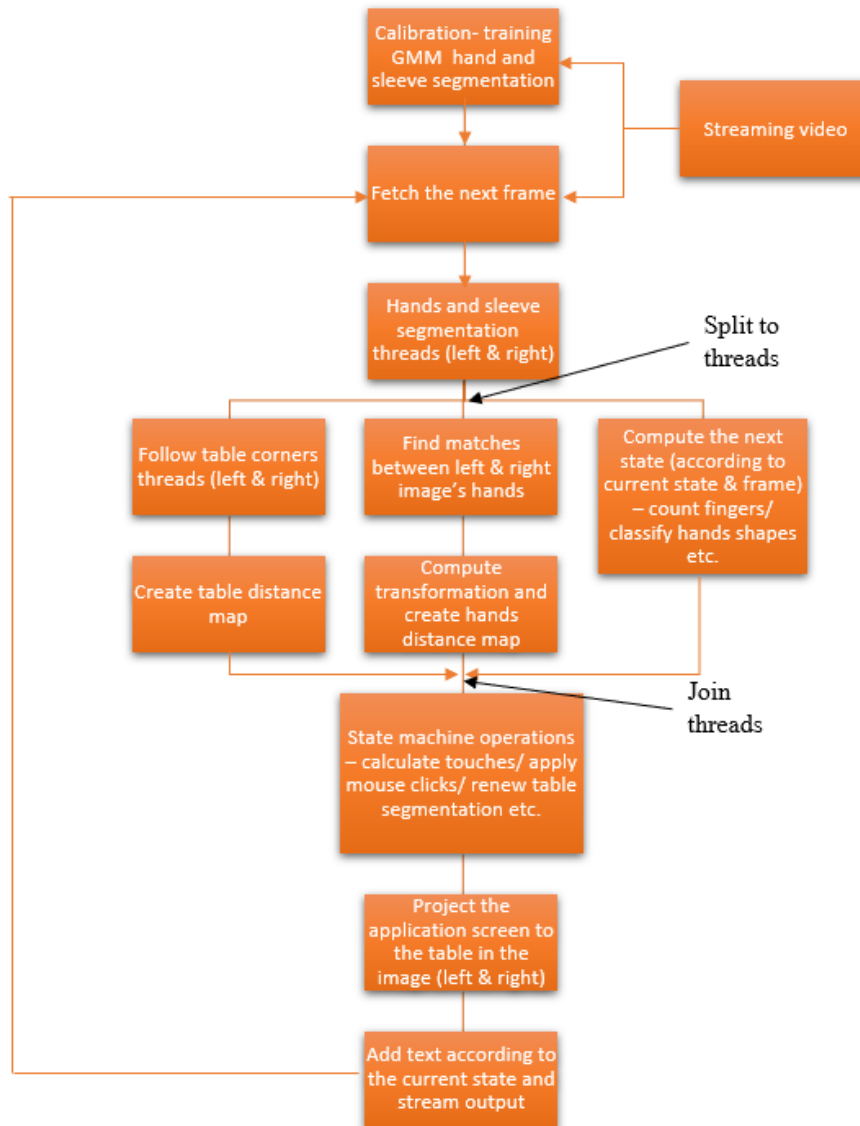 Calibration- training
GMM  hand and
sleeve segmentation
Streaming video
Fetch the next frame
Hands and sleeve
segmentation
threads (left & right)
Split to
threads
Follow table corners
threads (left & right)
Find matches
between left & right
image's hands
Compute the next
state (according to
current state & frame)
– count fingers/
classify hands shapes
etc.
Create table distance
map
Compute
transformation and
create hands
distance map
Join
threads
State machine operations
– calculate touches/ apply
mouse clicks/ renew table
segmentation etc.
Project the
application screen to
the table in the
image (left & right)
Add text according to
the current state and
stream output